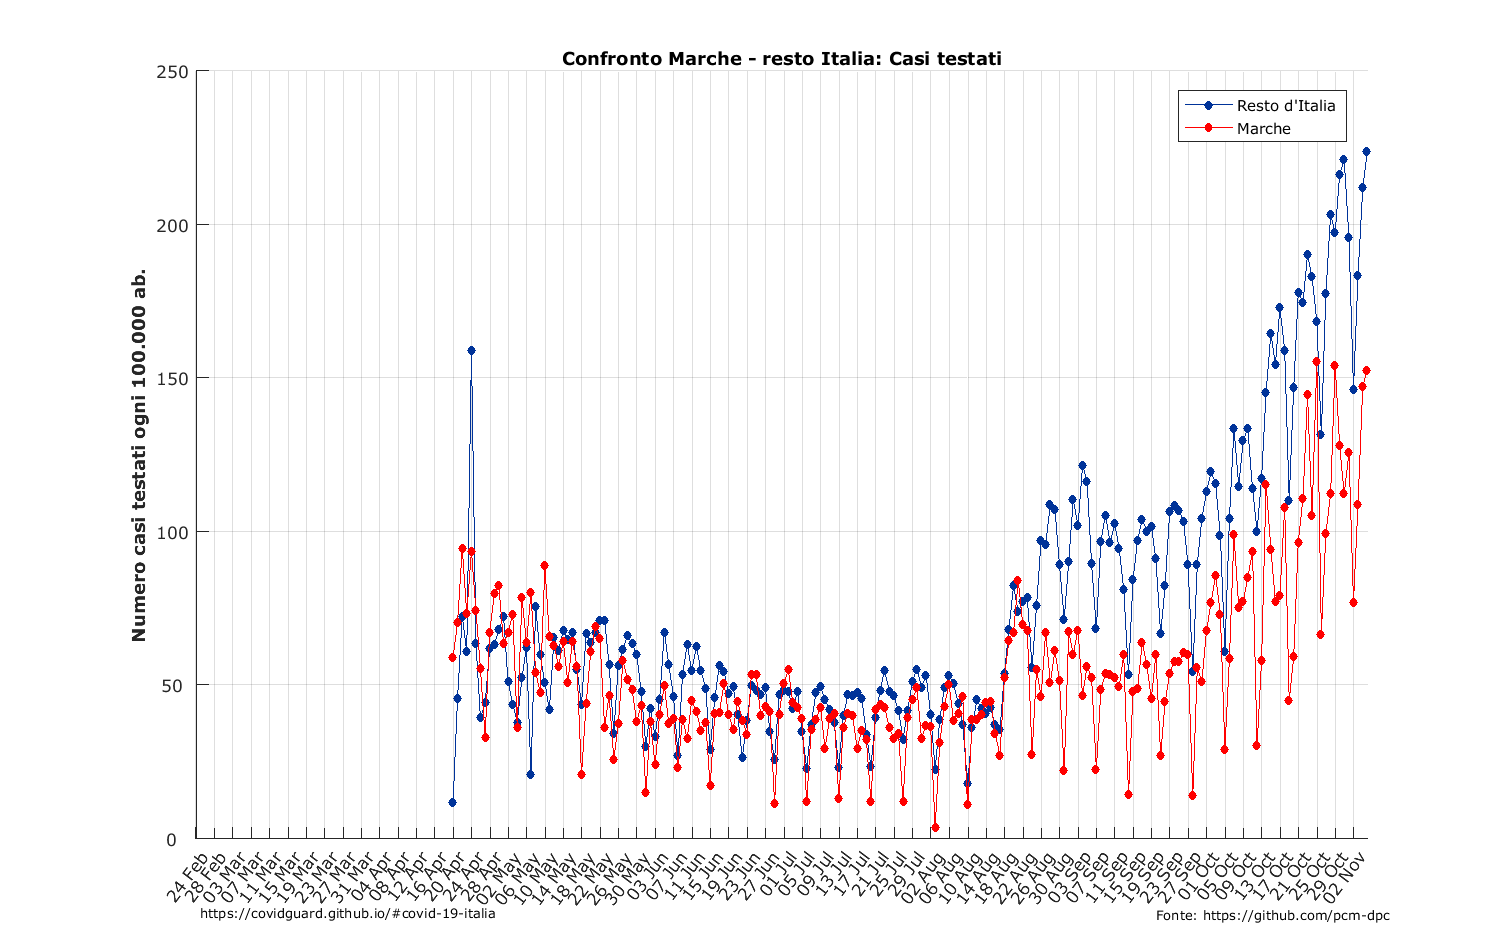 Confronto Marche - resto Italia: Casi testati
Resto d'Italia
Marche
Numero casi testati ogni 100.000 ab.
250
200
150
100
50
0
24 Feb
28 Feb
03 Mar
07 Mar
11 Mar
15 Mar
19 Mar
23 Mar
27 Mar
31 Mar
04 Apr
08 Apr
12 Apr
16 Apr
20 Apr
24 Apr
28 Apr
02 May
06 May
10 May
14 May
18 May
22 May
26 May
30 May
03 Jun
07 Jun
11 Jun
15 Jun
19 Jun
23 Jun
27 Jun
01 Jul
05 Jul
09 Jul
13 Jul
17 Jul
21 Jul
25 Jul
29 Jul
02 Aug
06 Aug
10 Aug
14 Aug
18 Aug
22 Aug
26 Aug
30 Aug
03 Sep
07 Sep
11 Sep
15 Sep
19 Sep
23 Sep
27 Sep
01 Oct
05 Oct
09 Oct
13 Oct
17 Oct
21 Oct
25 Oct
29 Oct
02 Nov
https://covidguard.github.io/#covid-19-italia
Fonte: https://github.com/pcm-dpc